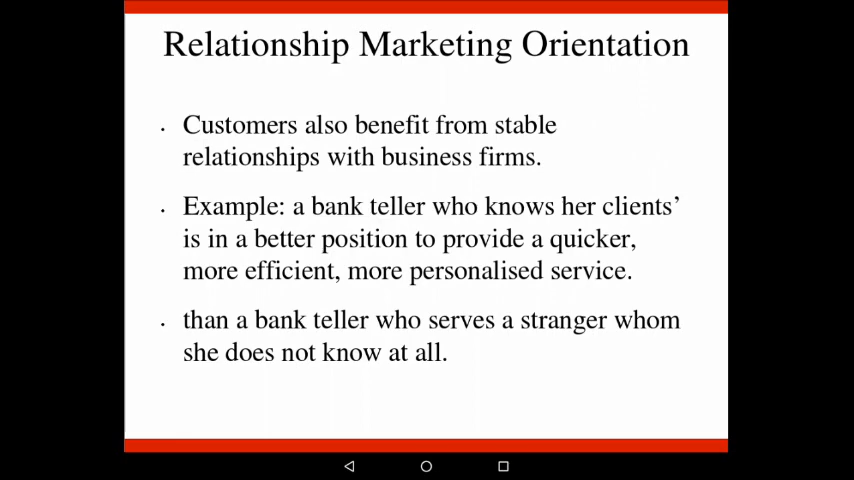 Relationship Marketing Orientation
• Customers also benefit from stable
relationships with business firms.
• Example: a bank teller who knows her clients’
is in a better position to provide a quicker,
more efficient, more personalised service.
• than a bank teller who serves a stranger whom
she does not know at all.